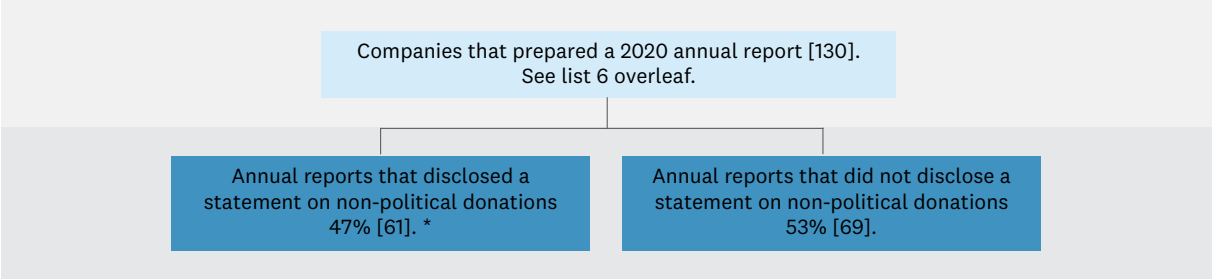 Companies that prepared a 2020 annual report [130].
See list 6 overleaf.
Annual reports that disclosed a
statement on non-political donations
47% [61]. *
Annual reports that did not disclose a
statement on non-political donations
53% [69].